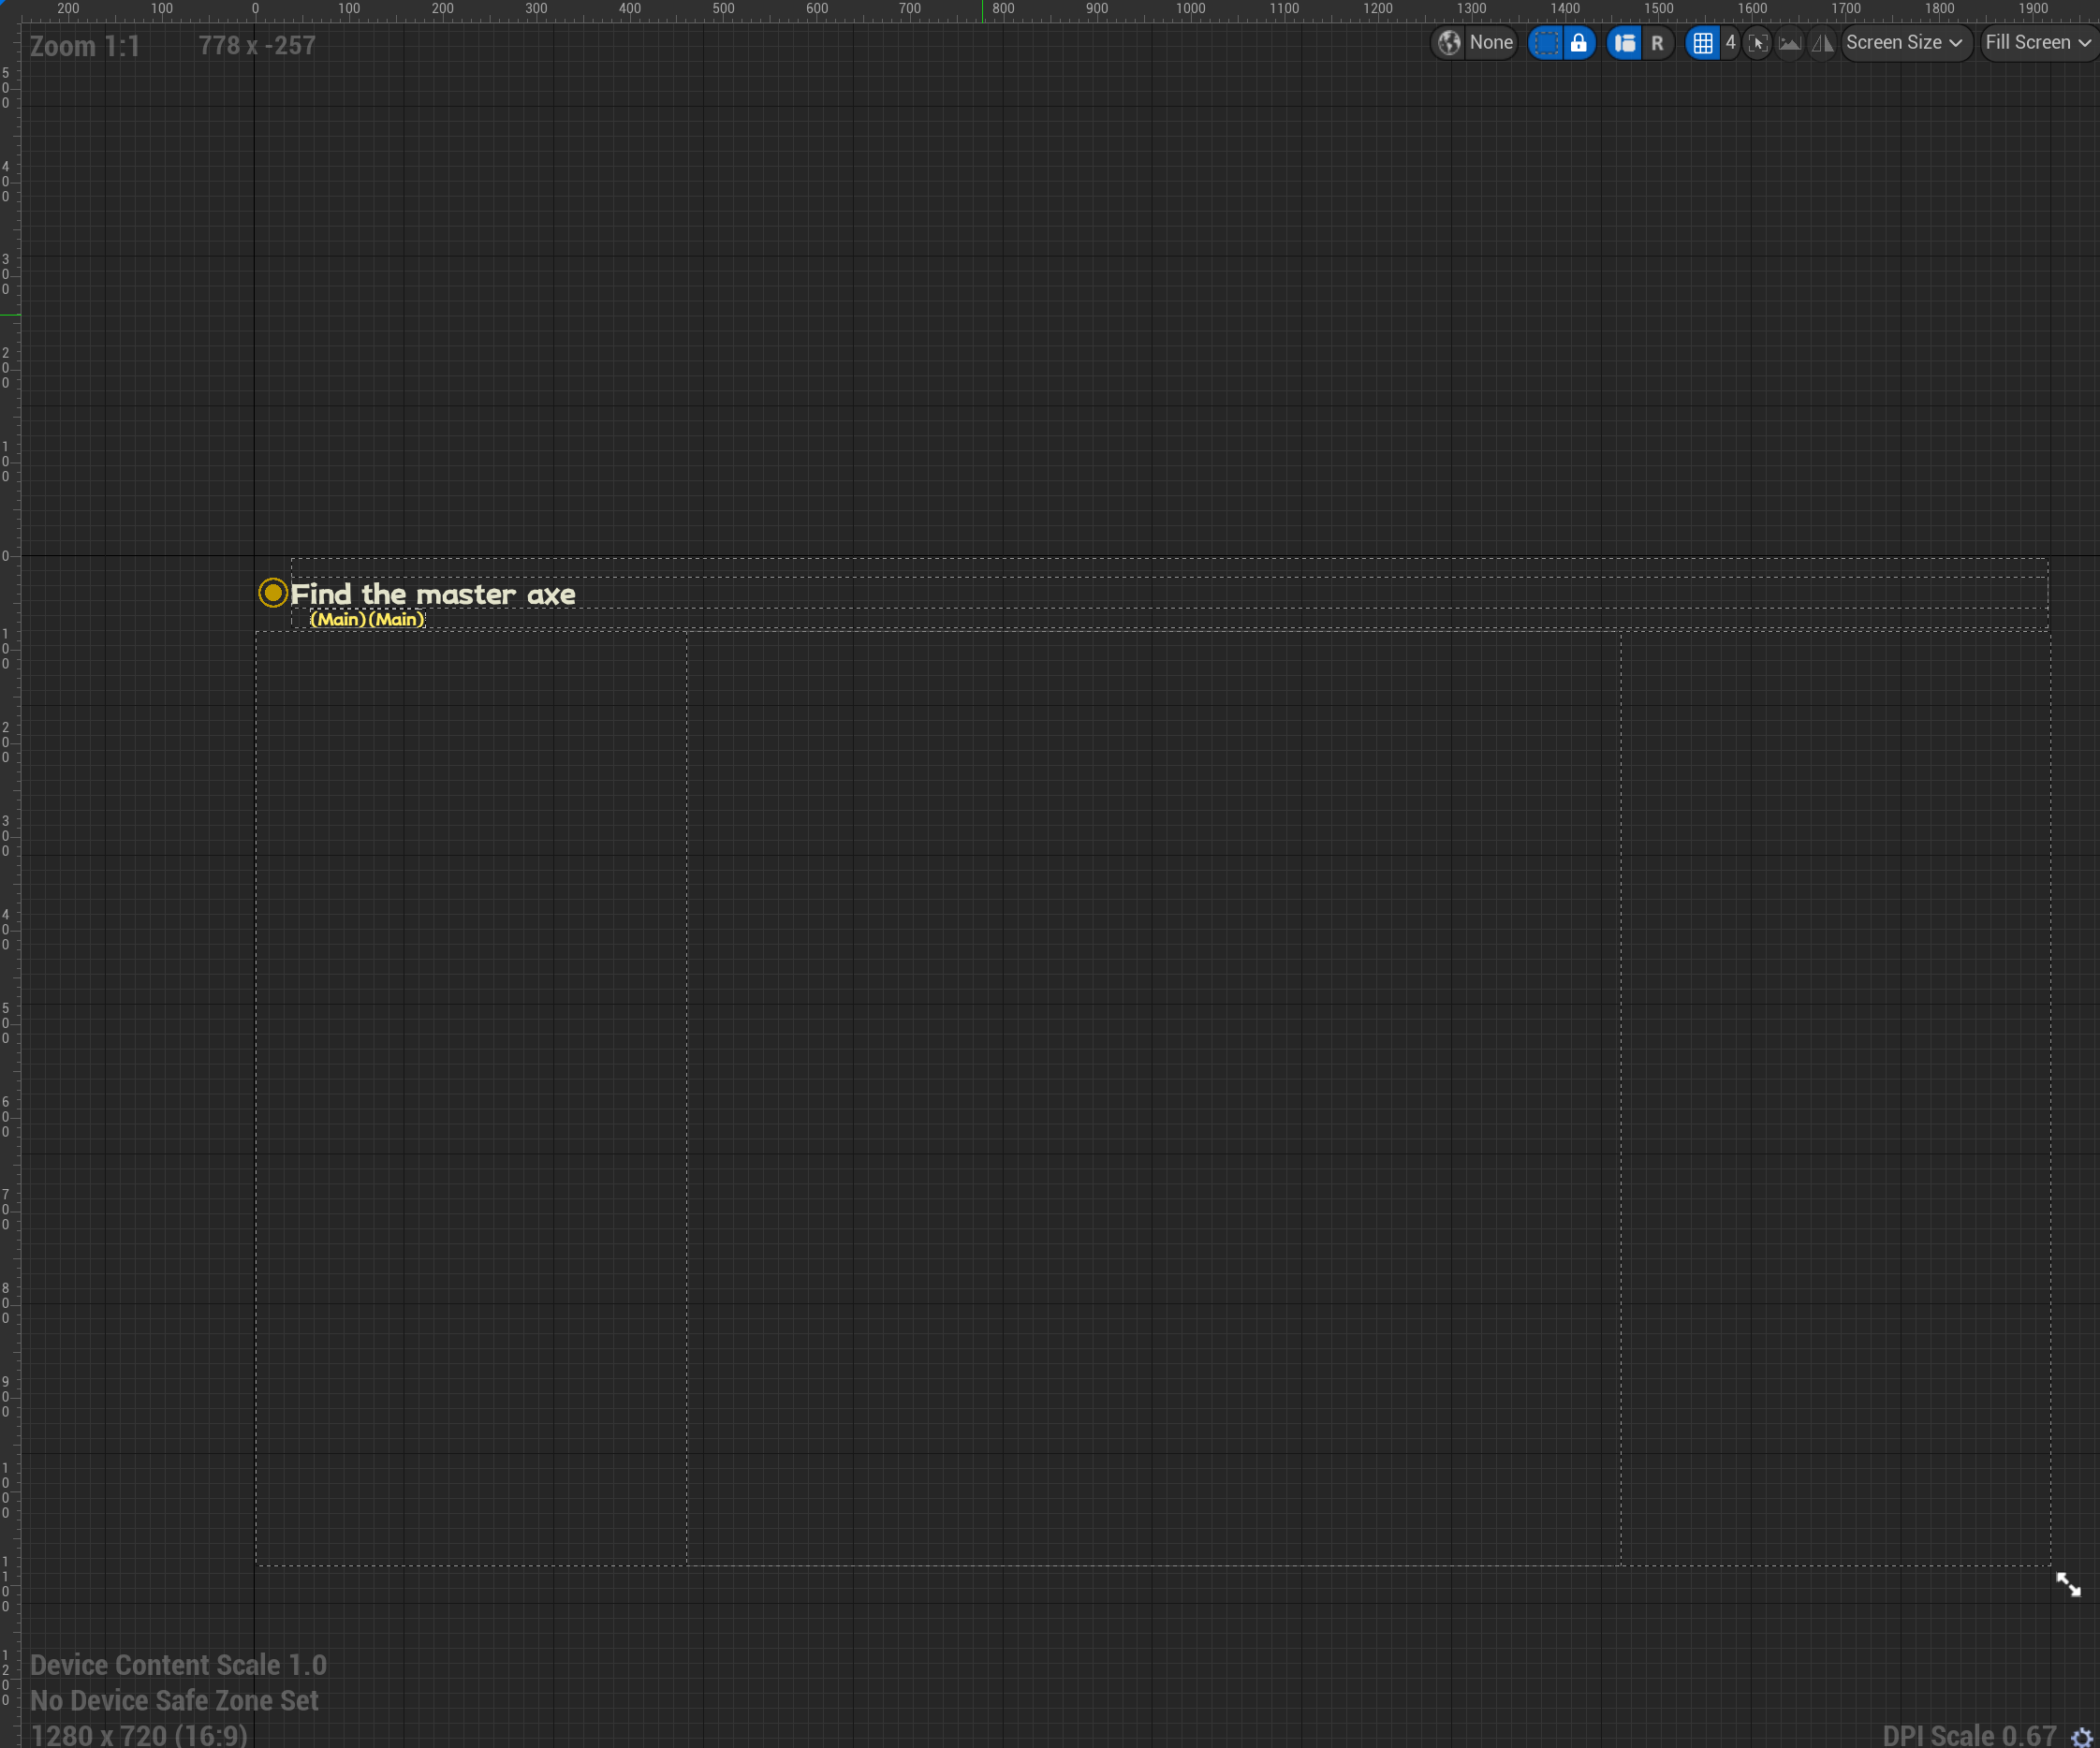 200 100 0 100 200 300 400 500 600 700 800 900 1000 1100 1200 1300 1400 1500 1600 1700 1800 1900
Zoom 1:1 778 x -257 None R 4 Screen Size Fill Screen
500
400
300
200
100
0
Find the master axe
(Main) (Main)
100
200
300
400
500
600
700
800
900
1000
1100
1200
Device Content Scale 1.0
No Device Safe Zone Set
1280 x 720 (16:9) DPI Scale 0.67